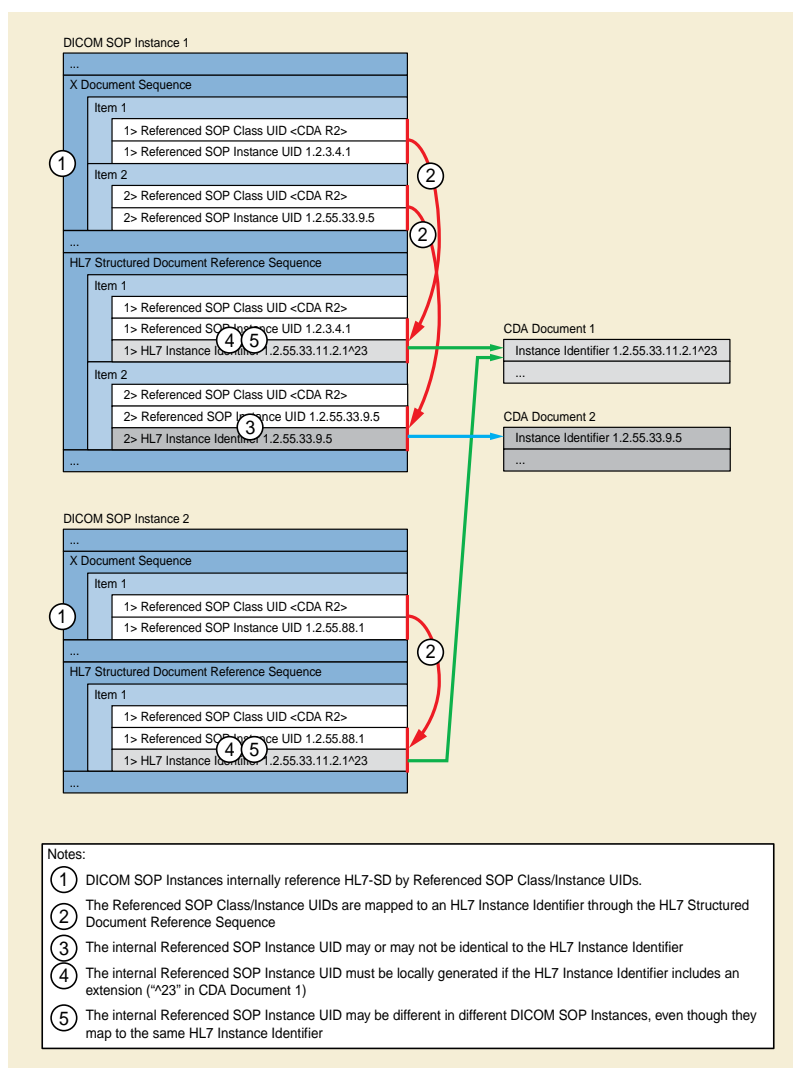 DICOM SOP Instance 1
...
X Document Sequence
Item 1
1> Referenced SOP Class UID <CDA R2>
1> Referenced SOP Instance UID 1.2.3.4.1
1
Item 2
2
2> Referenced SOP Class UID <CDA R2>
2> Referenced SOP Instance UID 1.2.55.33.9.5
2
...
HL7 Structured Document Reference Sequence
Item 1
1> Referenced SOP Class UID <CDA R2>
1> Referenced SOP Instance UID 1.2.3.4.1
4 5
1> HL7 Instance Identifier 1.2.55.33.11.2.1^23
Item 2
2> Referenced SOP Class UID <CDA R2>
2> Referenced SOP Instance UID 1.2.55.33.9.5
3
2> HL7 Instance Identifier 1.2.55.33.9.5
...
CDA Document 1
Instance Identifier 1.2.55.33.11.2.1^23
...
CDA Document 2
Instance Identifier 1.2.55.33.9.5
...
DICOM SOP Instance 2
...
X Document Sequence
Item 1
1> Referenced SOP Class UID <CDA R2>
1
1> Referenced SOP Instance UID 1.2.55.88.1
...
2
HL7 Structured Document Reference Sequence
Item 1
1> Referenced SOP Class UID <CDA R2>
1> Referenced SOP Instance UID 1.2.55.88.1
4 5
1> HL7 Instance Identifier 1.2.55.33.11.2.1^23
...
Notes:
1 DICOM SOP Instances internally reference HL7-SD by Referenced SOP Class/Instance UIDs.
2 The Referenced SOP Class/Instance UIDs are mapped to an HL7 Instance Identifier through the HL7 Structured
Document Reference Sequence
3 The internal Referenced SOP Instance UID may or may not be identical to the HL7 Instance Identifier
4 The internal Referenced SOP Instance UID must be locally generated if the HL7 Instance Identifier includes an
extension ("^23" in CDA Document 1)
5 The internal Referenced SOP Instance UID may be different in different DICOM SOP Instances, even though they
map to the same HL7 Instance Identifier